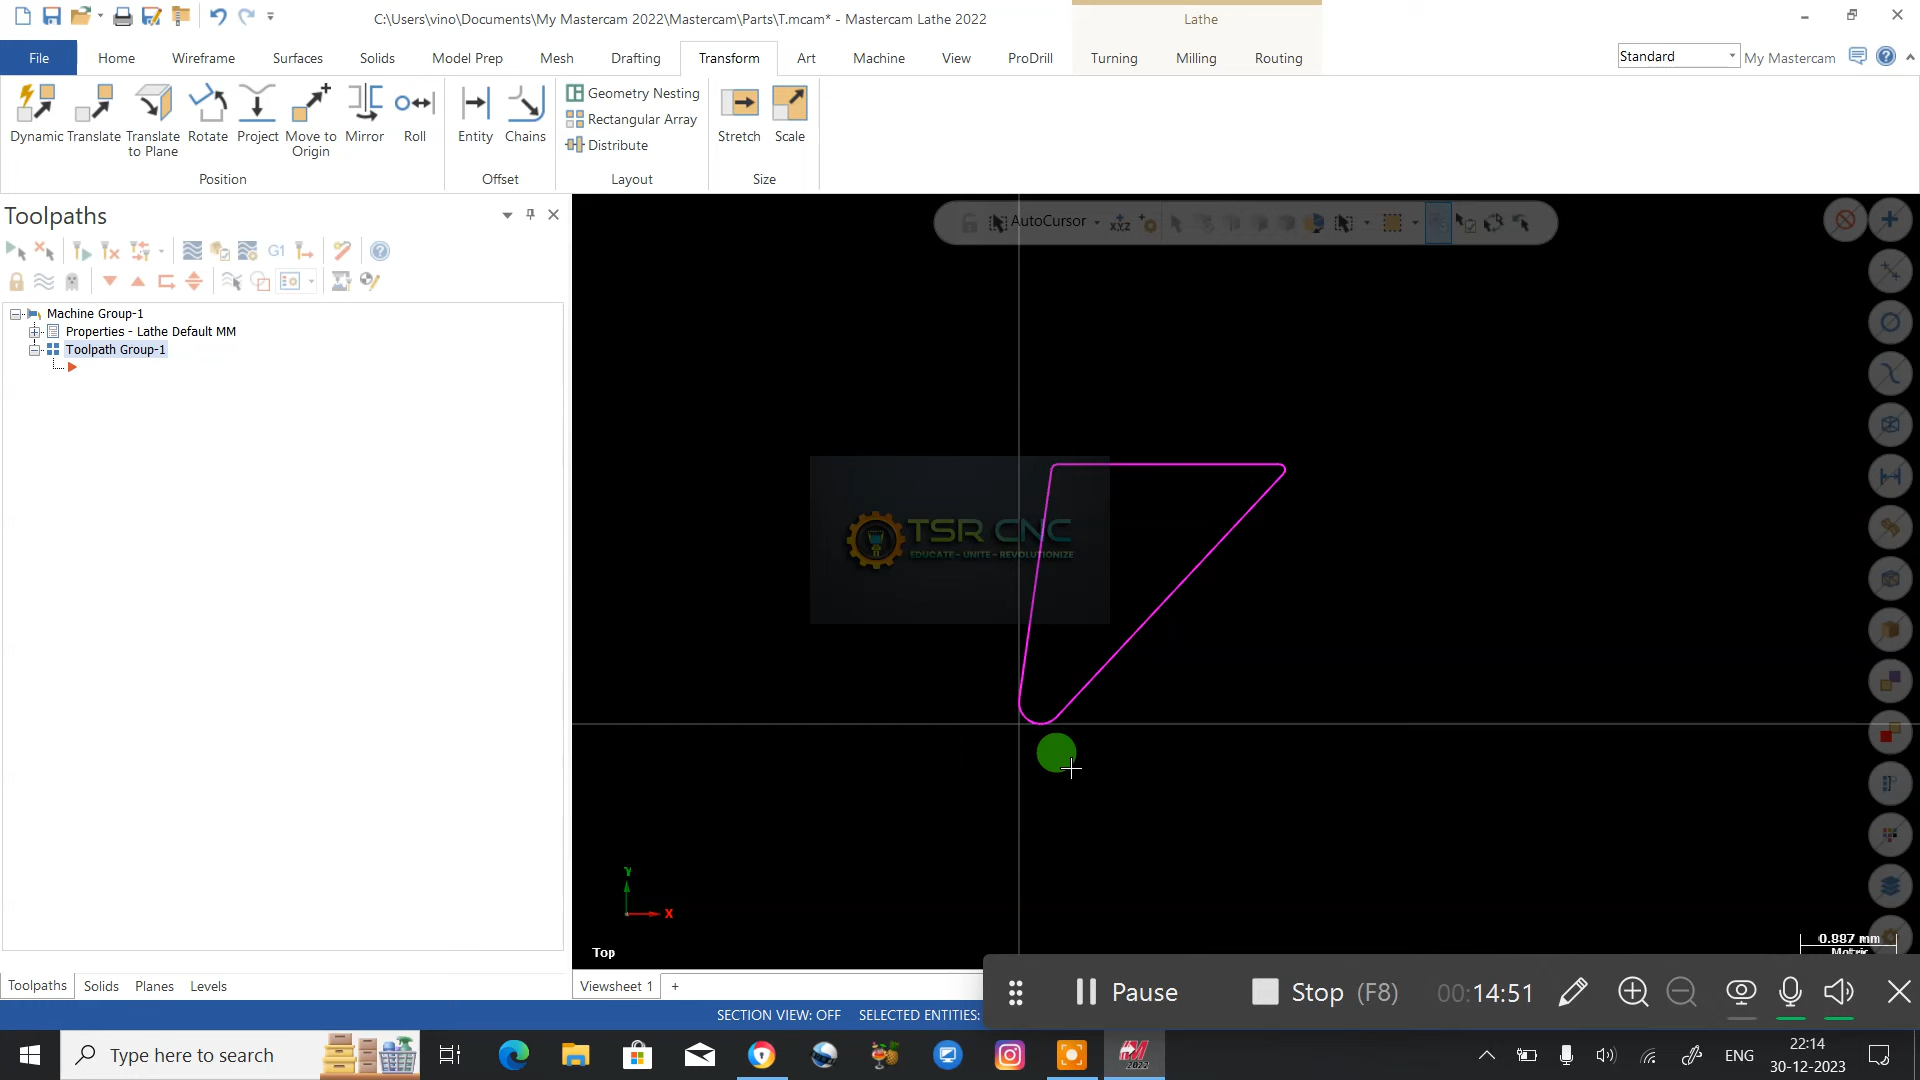 C:\Users\vino\Documents\My Mastercam 2022\Mastercam\Parts\T.mcam* - Mastercam Lathe 2022
Lathe
File
Home
Wireframe
Surfaces
Solids
Model Prep
Mesh
Drafting
Transform
Art
Machine
View
ProDrill
Turning
Milling
Routing
Standard
My Mastercam
Dynamic
Translate
Translate to Plane
Rotate
Project
Move to Origin
Mirror
Roll
Position
Entity
Chains
Offset
Geometry Nesting
Rectangular Array
Distribute
Layout
Stretch
Scale
Size
Toolpaths
G1
Machine Group-1
Properties - Lathe Default MM
Toolpath Group-1
AutoCursor
XYZ
TSR CNC
EDUCATE - UNITE - REVOLUTIONIZE
Y
X
Top
0.887 mm
Metric
Toolpaths
Solids
Planes
Levels
Viewsheet 1
+
SECTION VIEW: OFF
SELECTED ENTITIES:
Pause
Stop (F8)
00:14:51
Type here to search
2022
ENG
22:14
30-12-2023